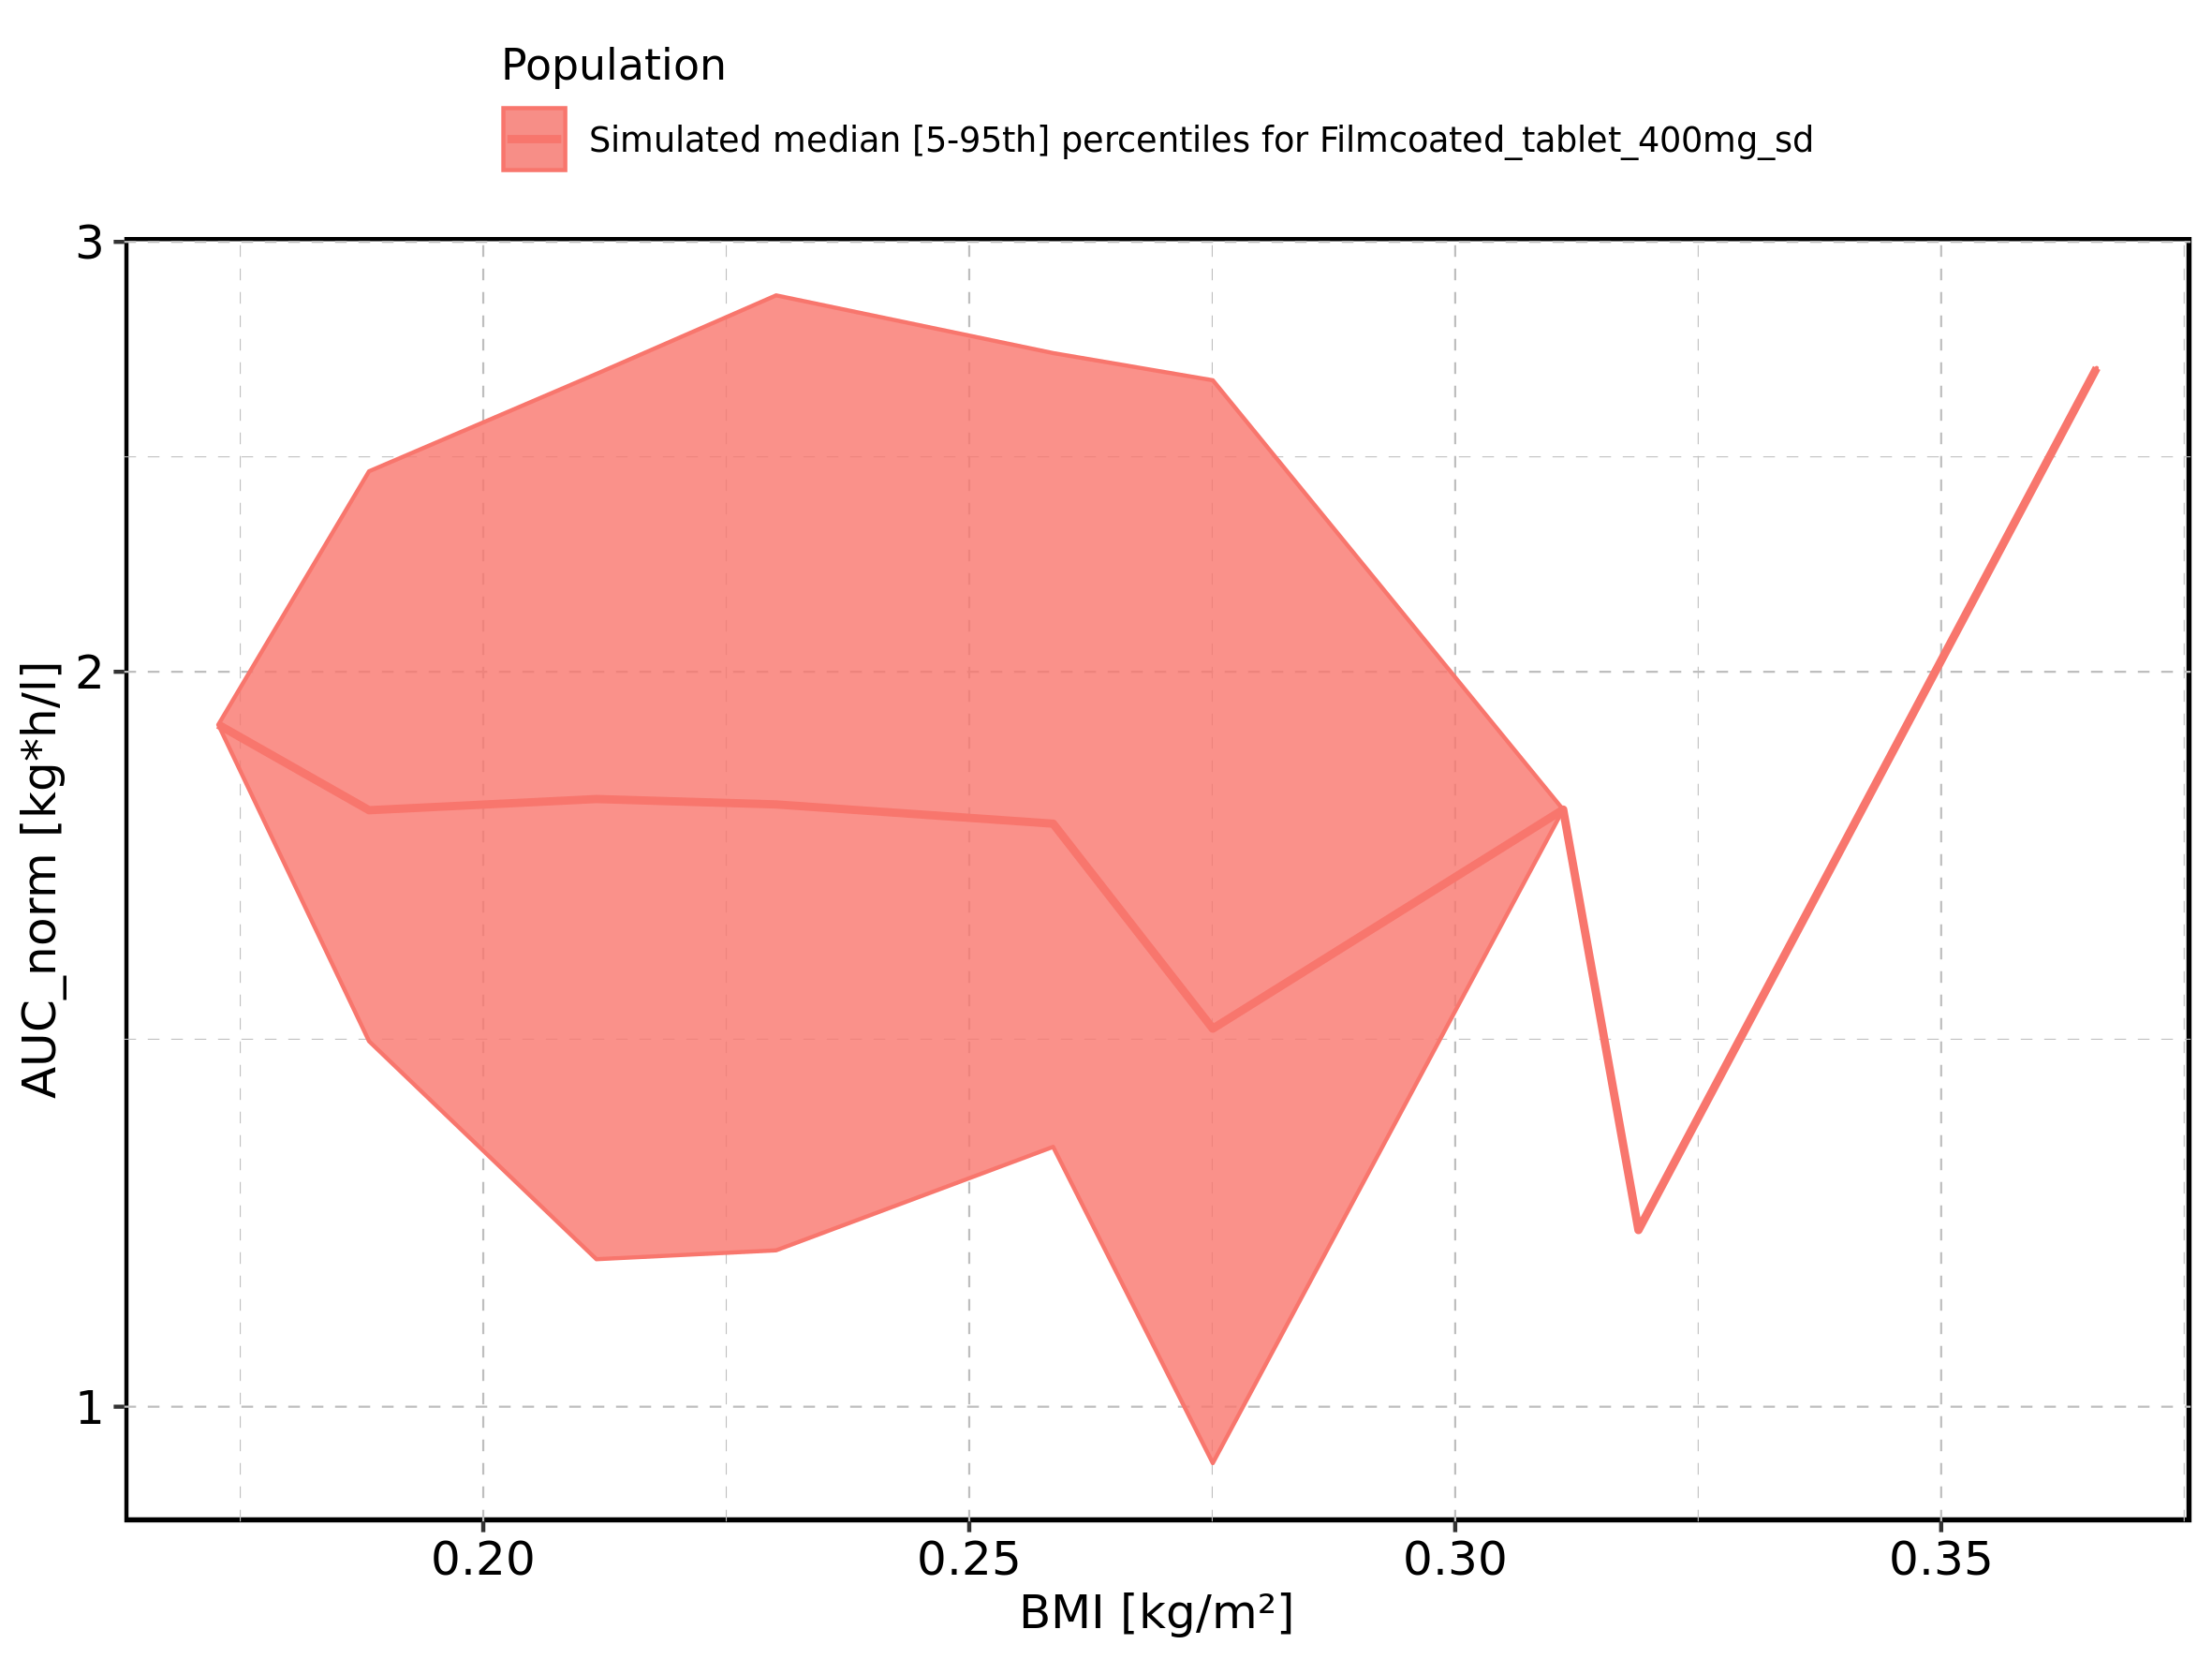 Population
Simulated median [5-95th] percentiles for Filmcoated_tablet_400mg_sd
AUC_norm [kg*h/l]
3
2
1
0.20
0.25
0.30
0.35
BMI [kg/m²]